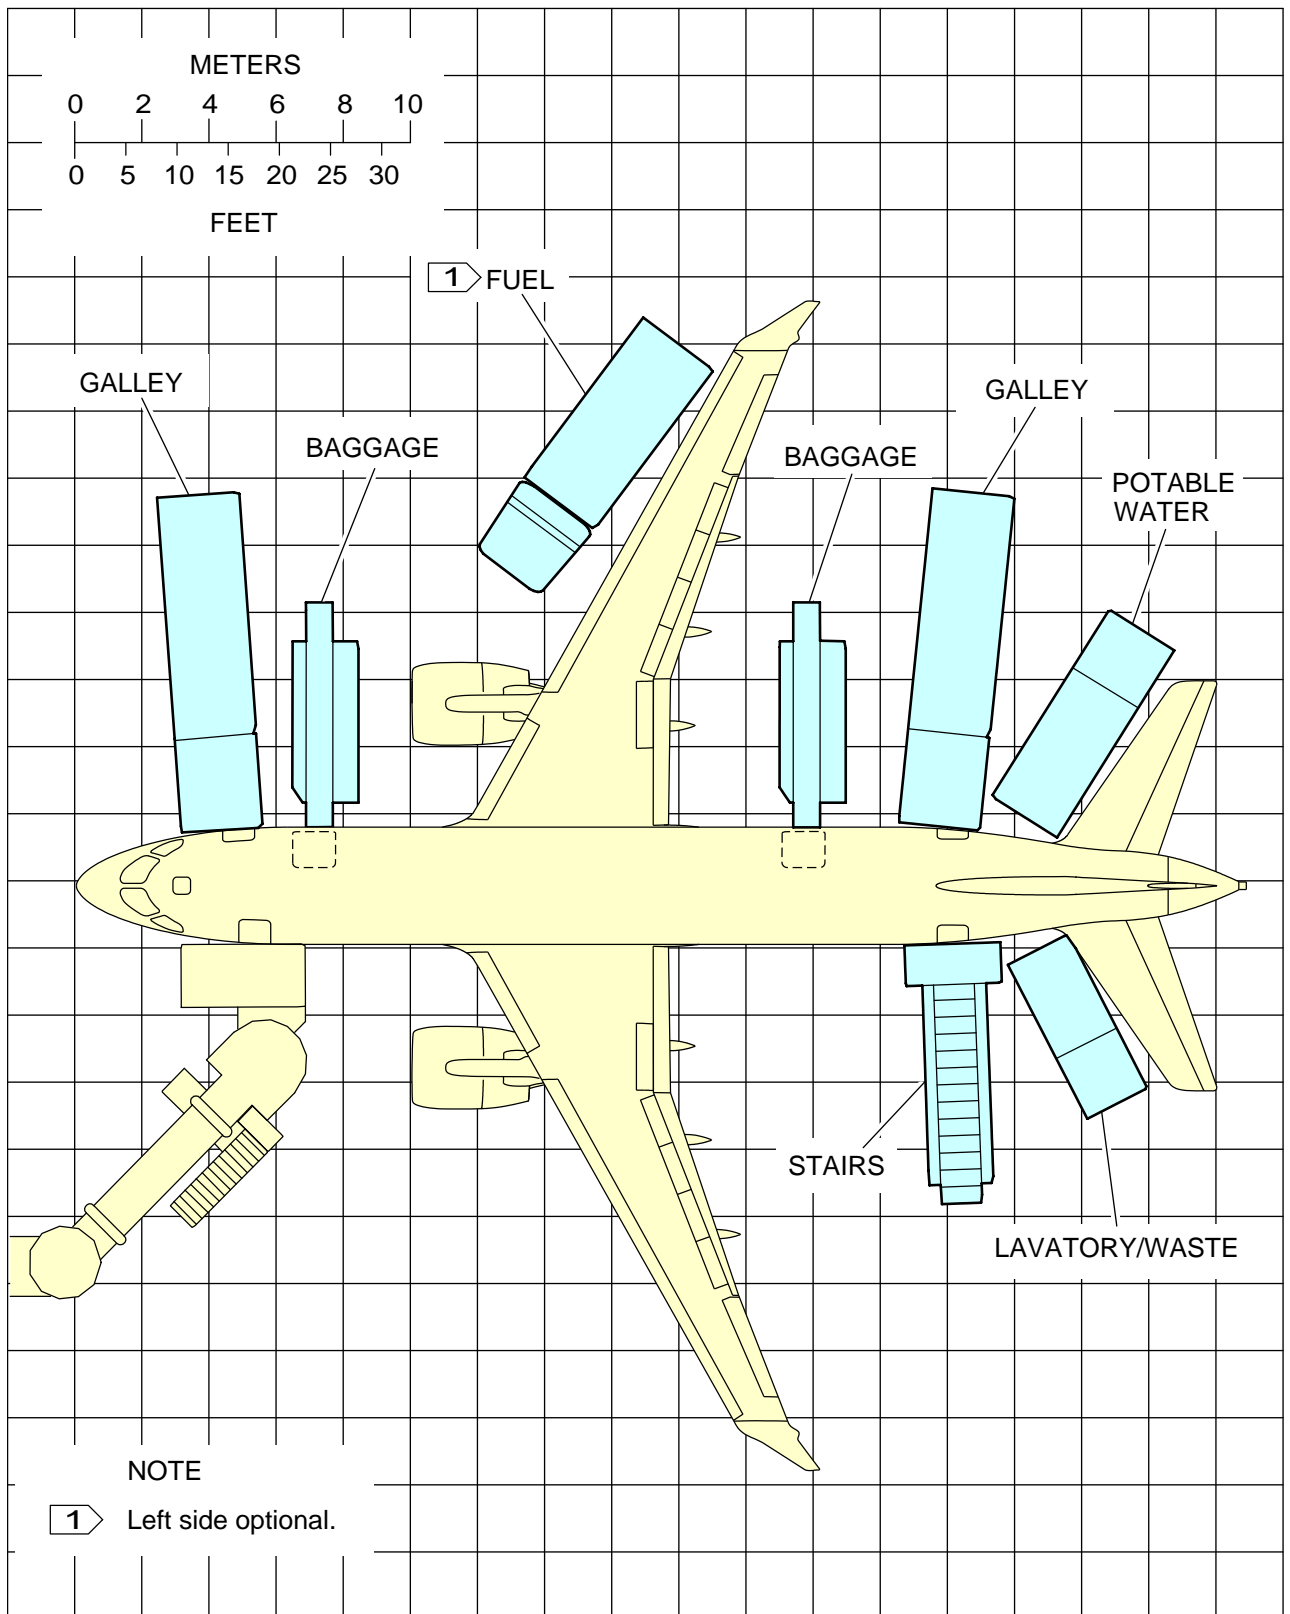 METERS
0 2 4 6 8 10
0 5 10 15 20 25 30
FEET
1 FUEL
GALLEY
GALLEY
BAGGAGE
BAGGAGE
POTABLE
WATER
STAIRS
LAVATORY/WASTE
NOTE
1 Left side optional.